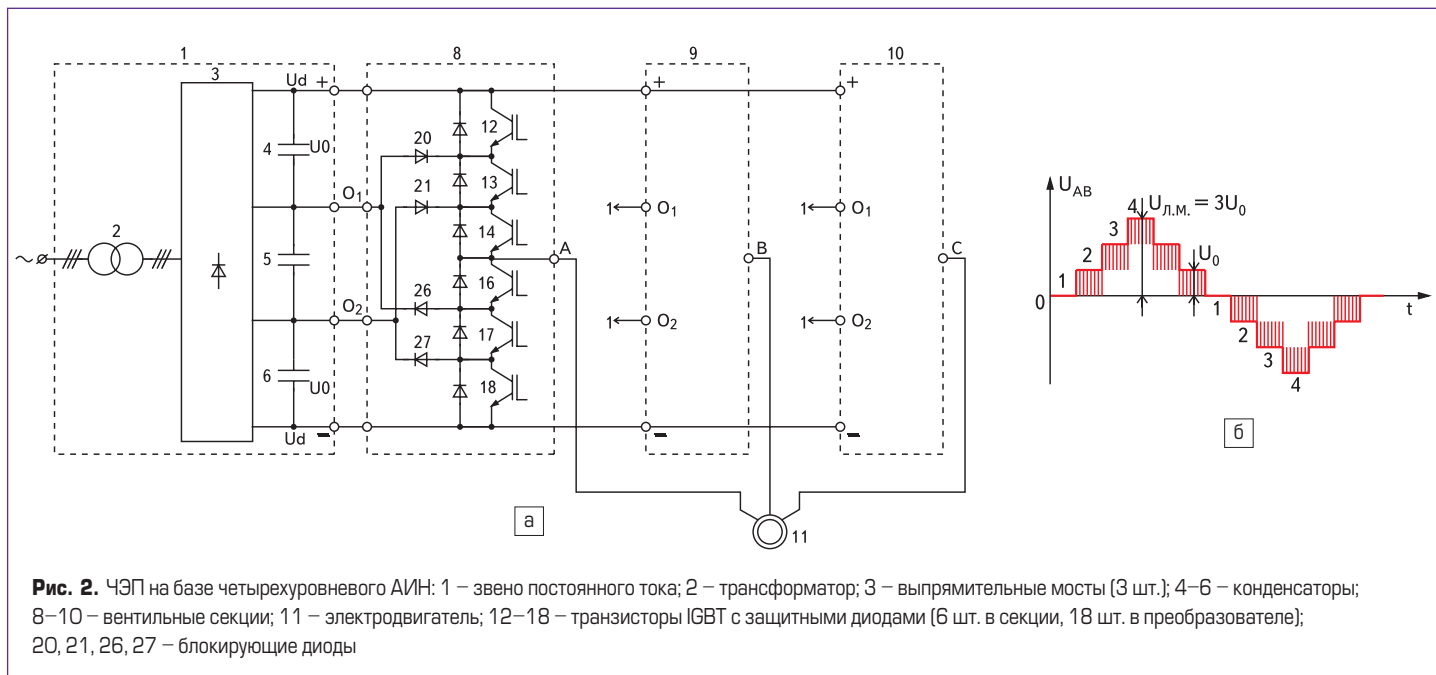 1
8
9
10
3
Ud +
+
+
12
20
4
U0
13
21
O₁
1
O₁
1
O₁
14
2
A
B
C
~
5
16
26
O₂
1
O₂
1
O₂
17
27
6
U0
18
Ud –
–
–
11
а
U_AB
U_Л.М. = 3U₀
4
3
U₀
2
1
0
1
t
2
3
4
б
Рис. 2. ЧЭП на базе четырехуровневого АИН: 1 – звено постоянного тока; 2 – трансформатор; 3 – выпрямительные мосты (3 шт.); 4–6 – конденсаторы;
8–10 – вентильные секции; 11 – электродвигатель; 12–18 – транзисторы IGBT с защитными диодами (6 шт. в секции, 18 шт. в преобразователе);
20, 21, 26, 27 – блокирующие диоды